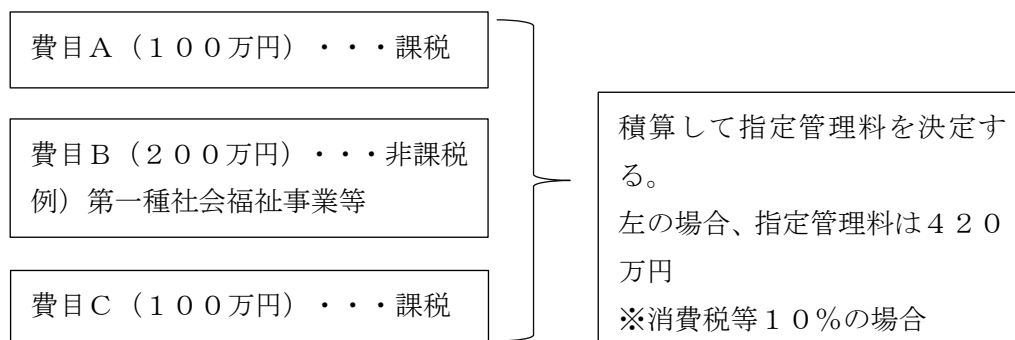 費目Ａ（１００万円）・・・課税
費目Ｂ（２００万円）・・・非課税
例）第一種社会福祉事業等
費目Ｃ（１００万円）・・・課税
積算して指定管理料を決定す
る。
左の場合、指定管理料は４２０
万円
※消費税等１０％の場合